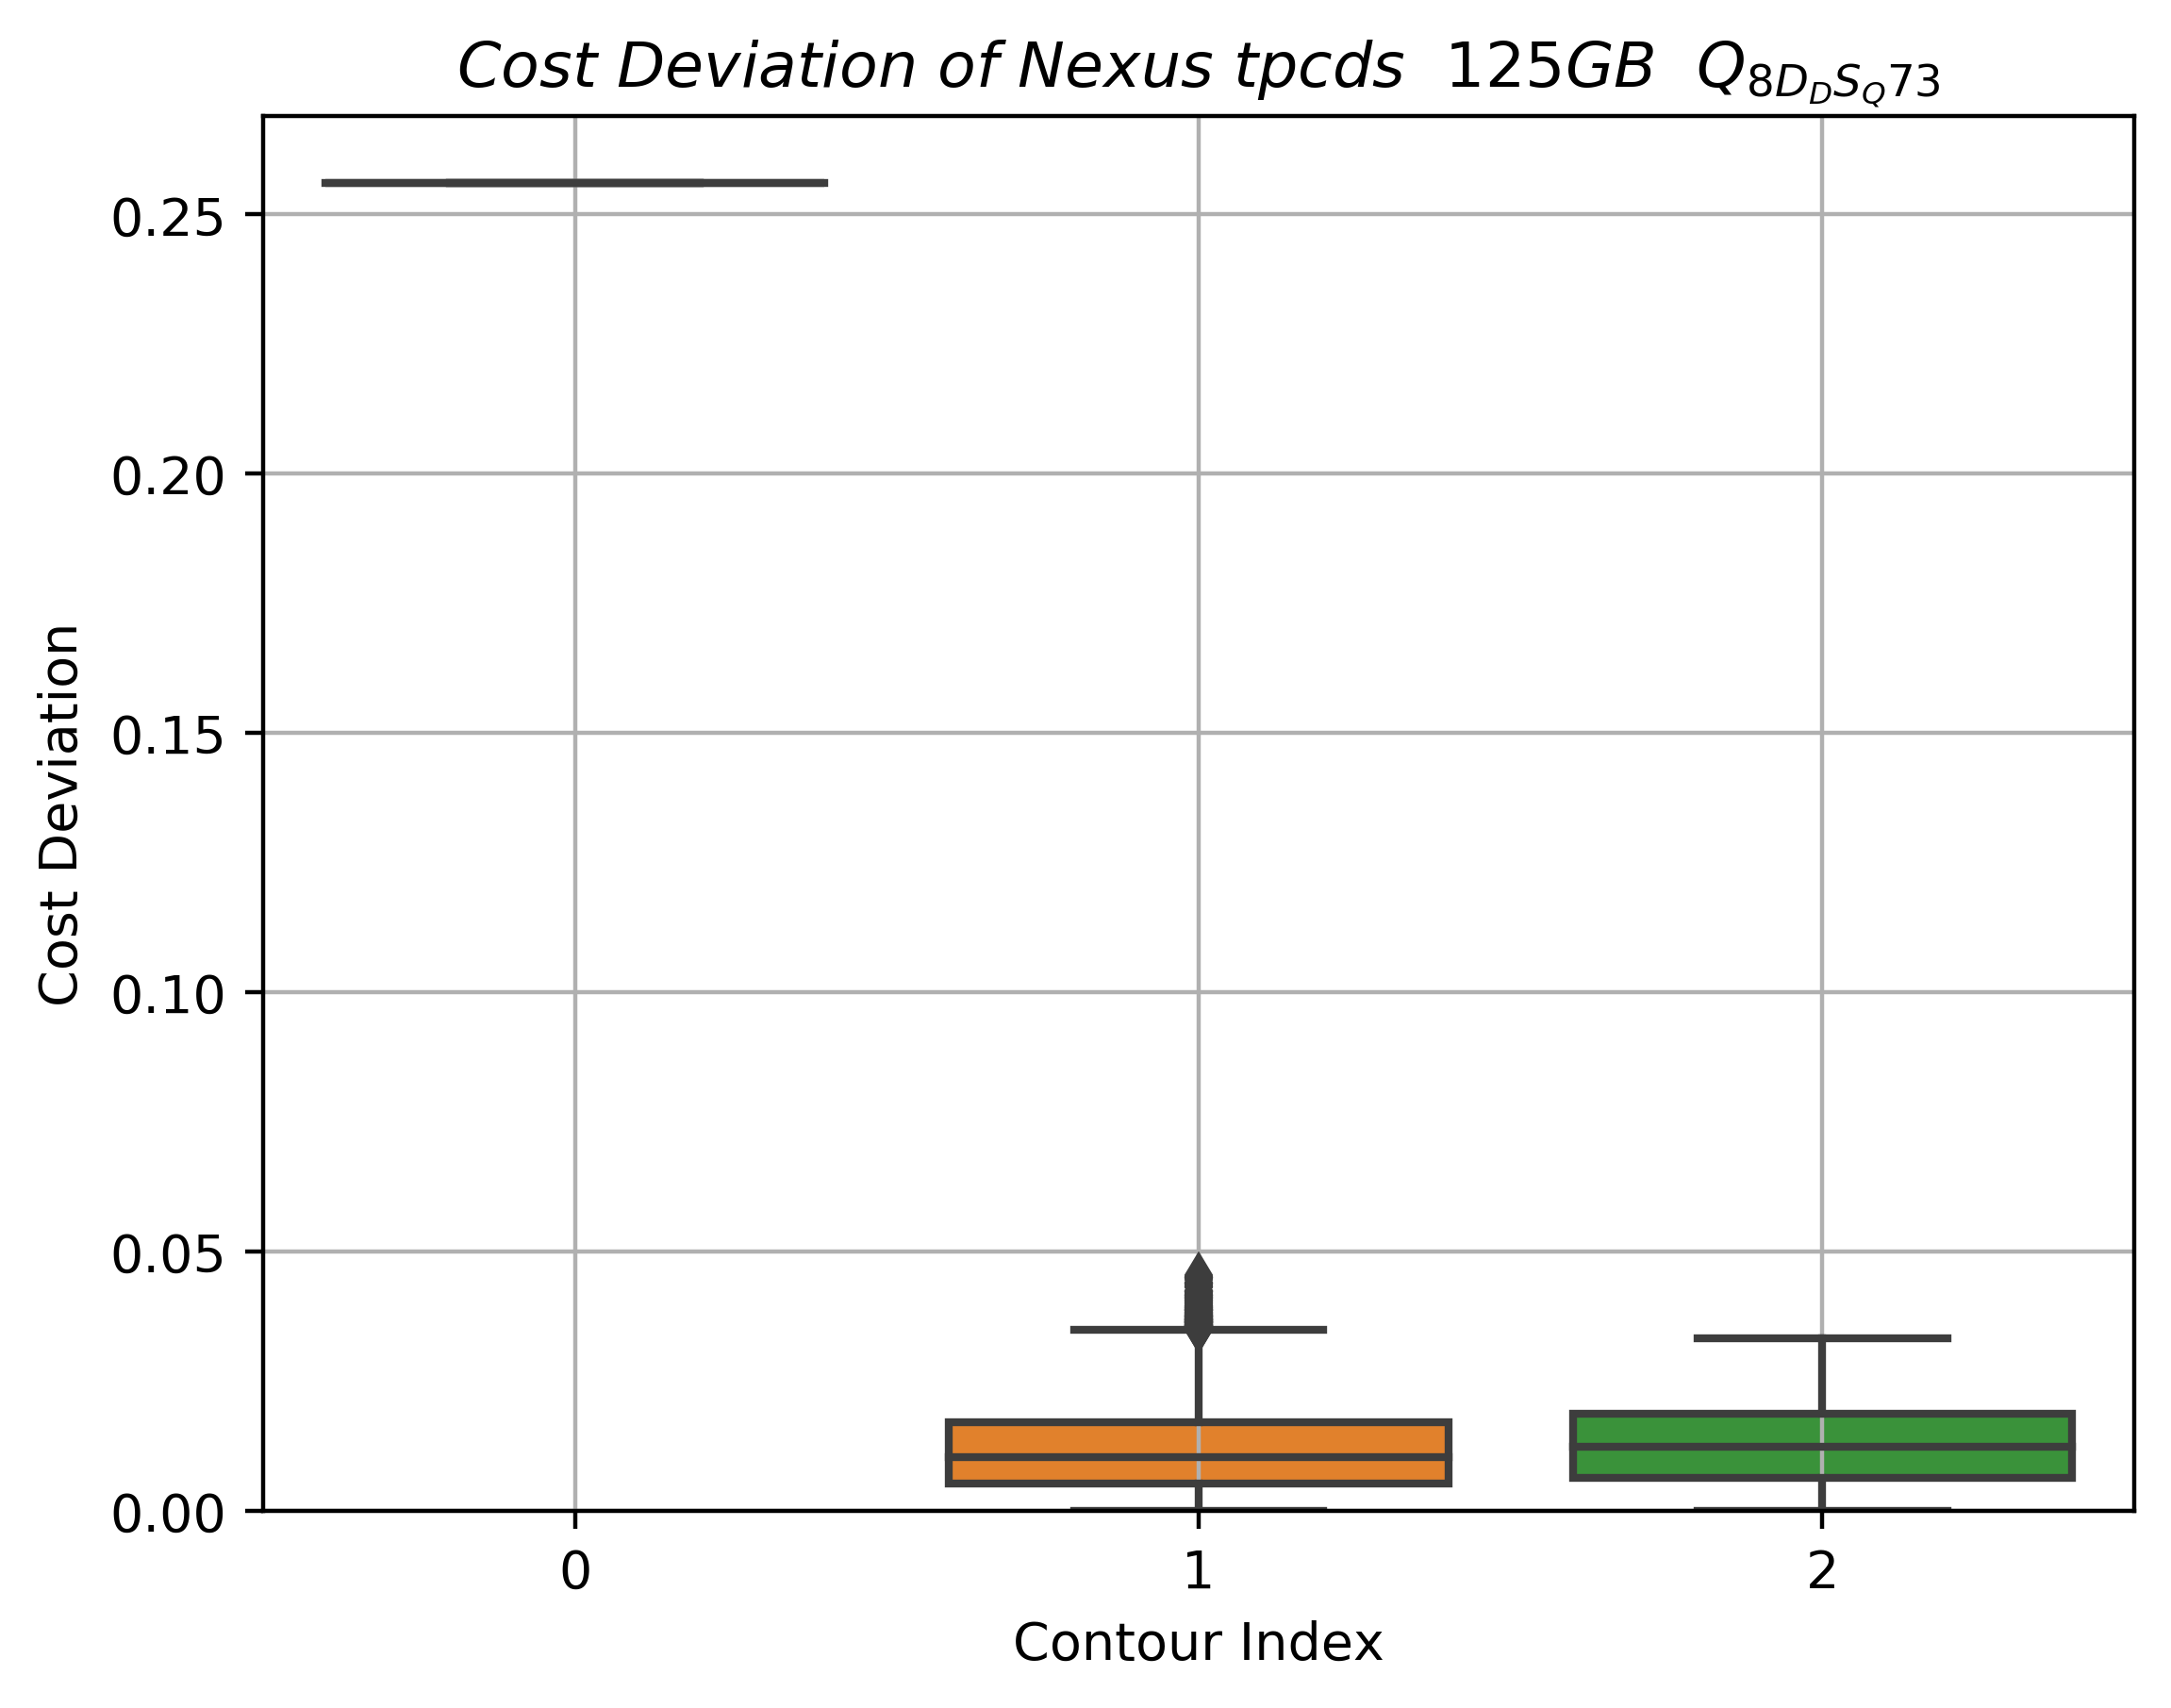 Cost Deviation of Nexus tpcds 125GB Q8DDSQ73
0.25
0.20
0.15
0.10
0.05
0.00
Cost Deviation
0 1 2
Contour Index